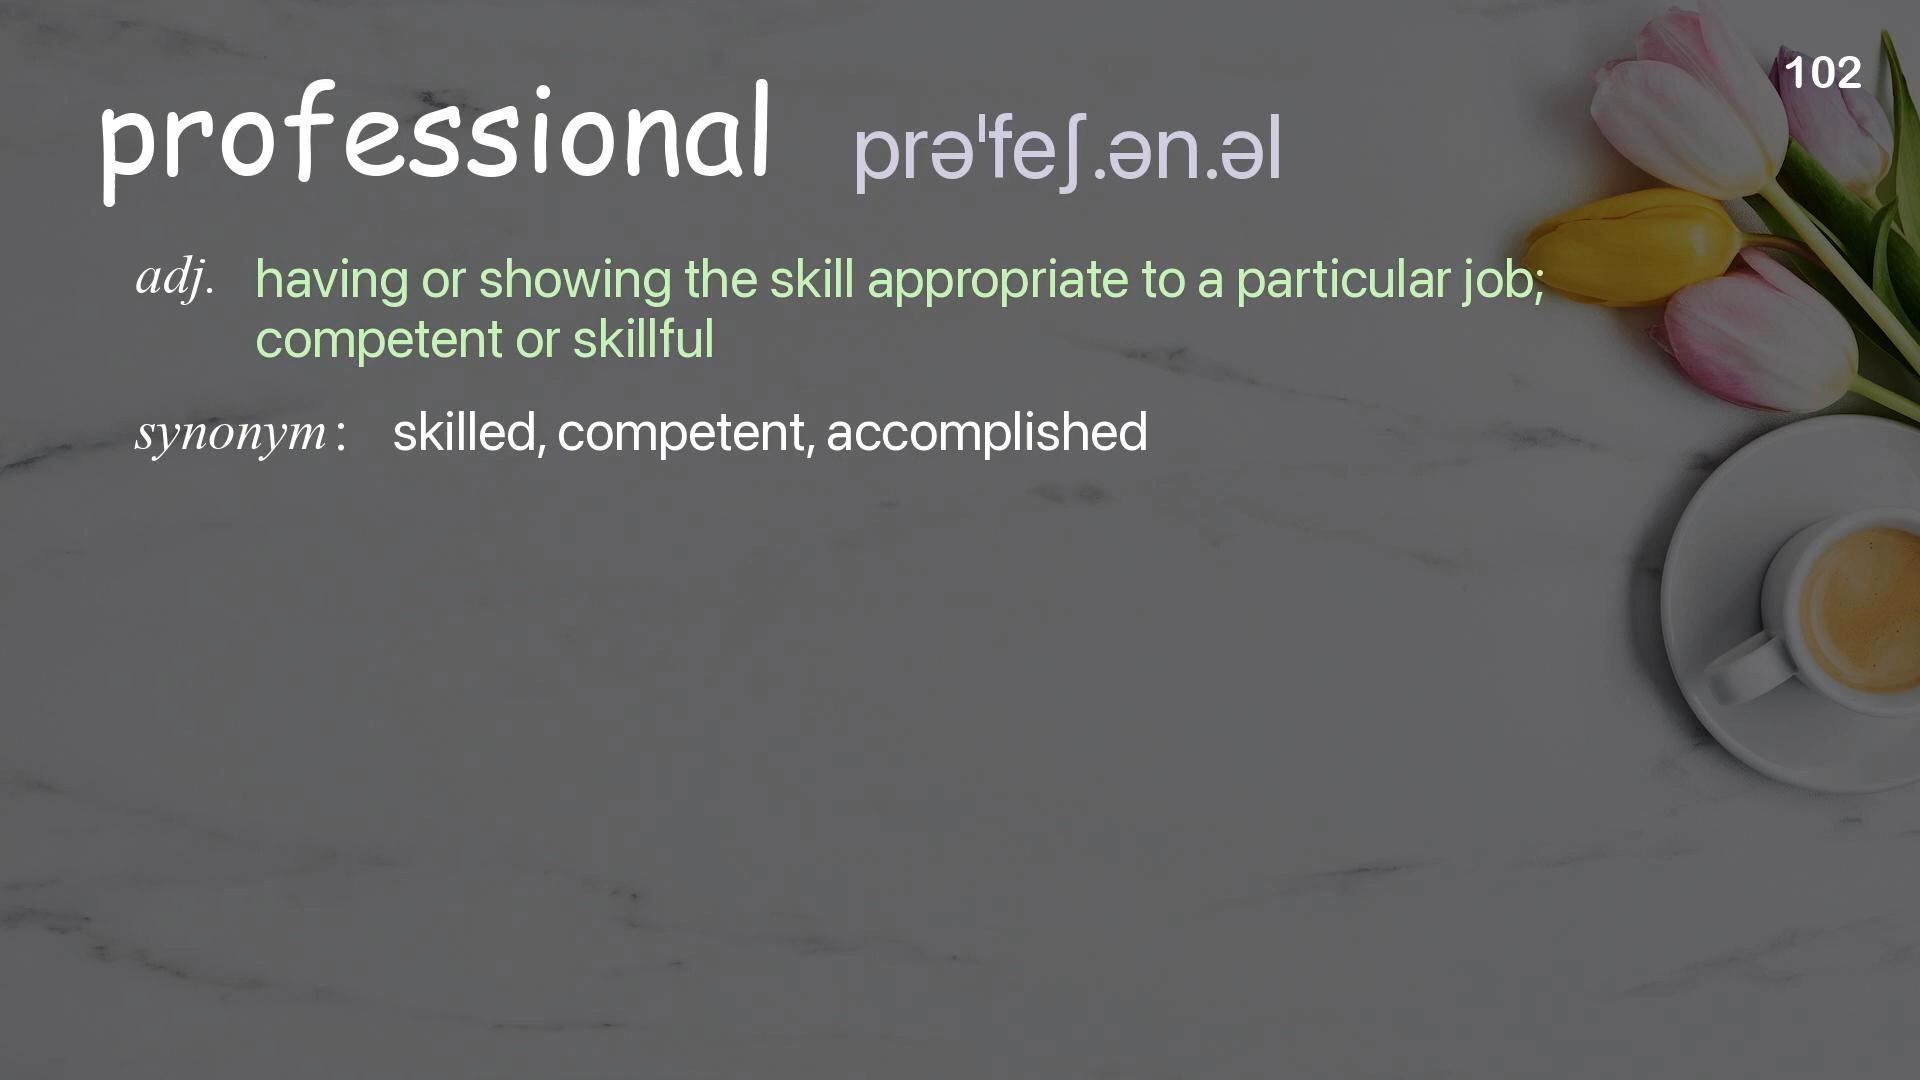 102
professional prəˈfeʃ.ən.əl
adj. having or showing the skill appropriate to a particular job;
competent or skillful
synonym: skilled, competent, accomplished